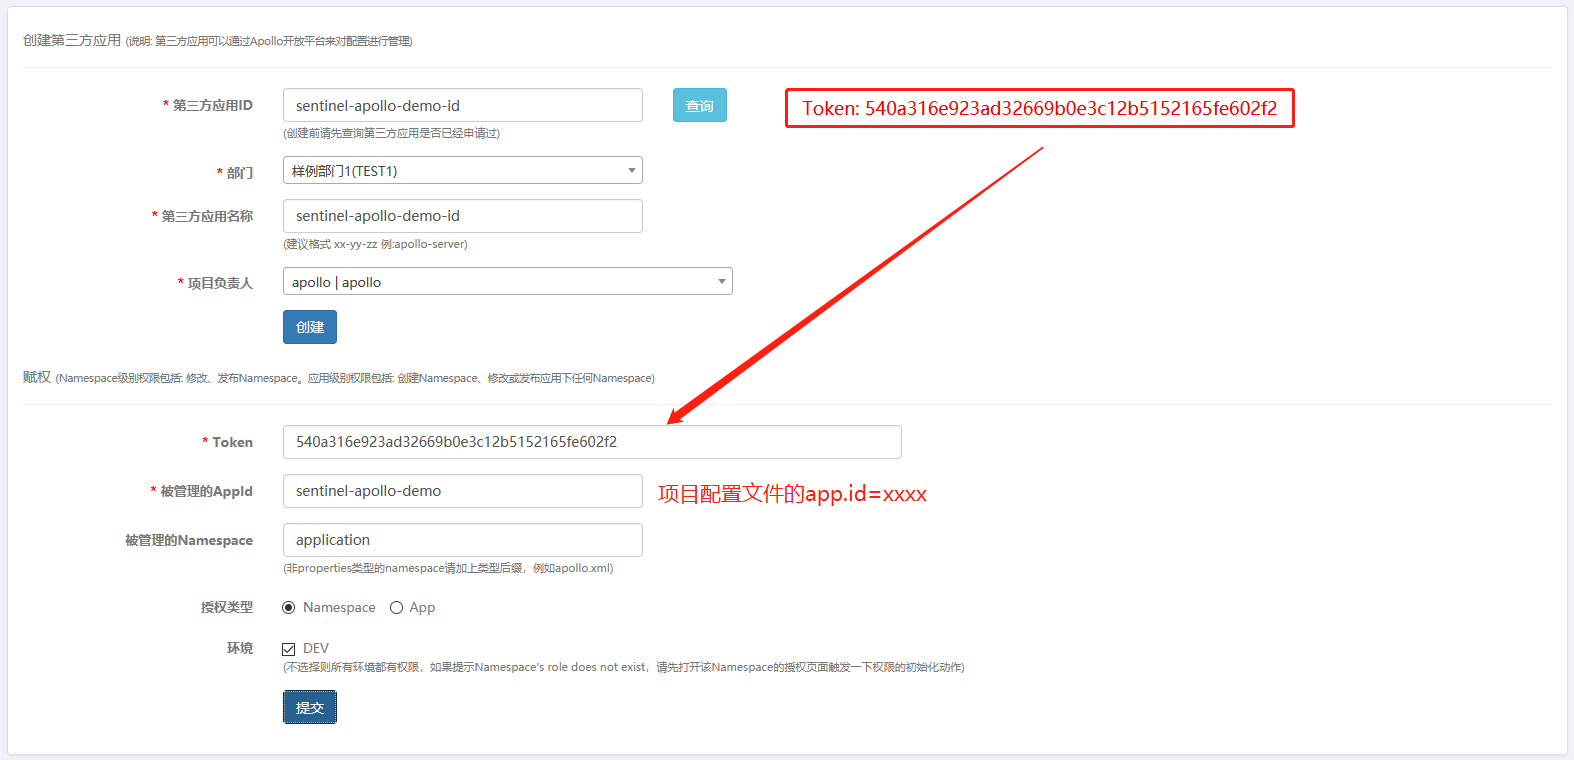 创建第三方应用 (说明: 第三方应用可以通过Apollo开放平台来对配置进行管理)
* 第三方应用ID
sentinel-apollo-demo-id
查询
Token: 540a316e923ad32669b0e3c12b5152165fe602f2
(创建前请先查询第三方应用是否已经申请过)
* 部门
样例部门1(TEST1)
* 第三方应用名称
sentinel-apollo-demo-id
(建议格式 xx-yy-zz 例:apollo-server)
* 项目负责人
apollo | apollo
创建
赋权 (Namespace级别权限包括: 修改、发布Namespace。应用级别权限包括: 创建Namespace、修改或发布应用下任何Namespace)
* Token
540a316e923ad32669b0e3c12b5152165fe602f2
* 被管理的AppId
sentinel-apollo-demo
项目配置文件的app.id=xxxx
被管理的Namespace
application
(非properties类型的namespace请加上类型后缀，例如apollo.xml)
授权类型
Namespace
App
环境
DEV
(不选择则所有环境都有权限，如果提示Namespace's role does not exist，请先打开该Namespace的授权页面触发一下权限的初始化动作)
提交